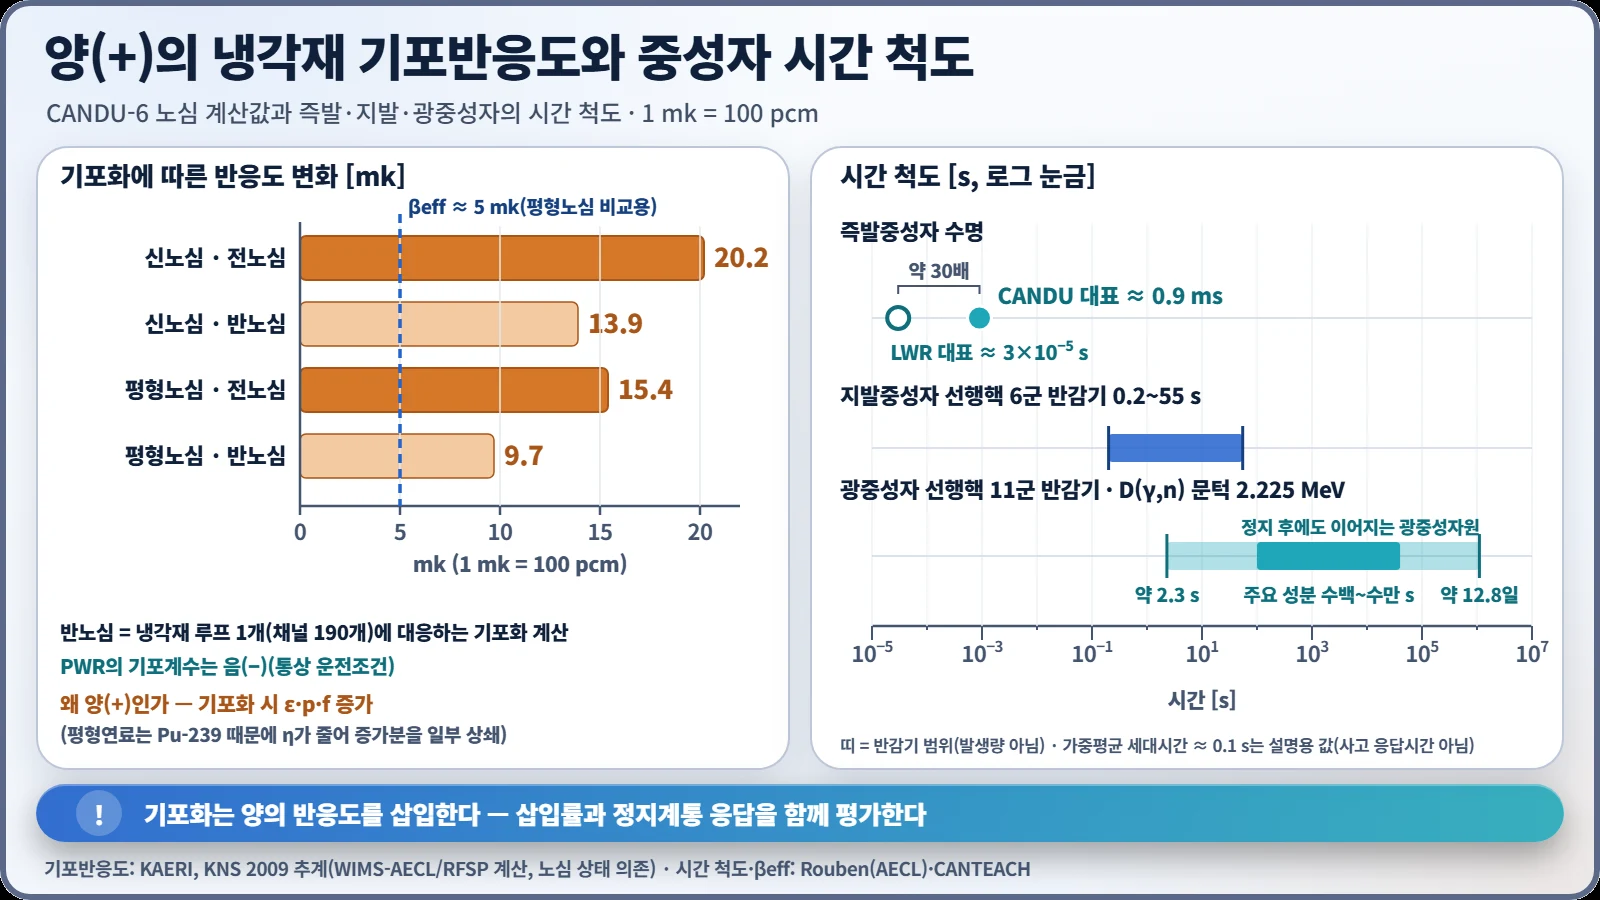 양(+)의 냉각재 기포반응도와 중성자 시간 척도
CANDU-6 노심 계산값과 즉발·지발·광중성자의 시간 척도 · 1 mk = 100 pcm
기포화에 따른 반응도 변화 [mk]
βeff ≈ 5 mk(평형노심 비교용)
신노심 · 전노심
20.2
신노심 · 반노심
13.9
평형노심 · 전노심
15.4
평형노심 · 반노심
9.7
0 5 10 15 20
mk (1 mk = 100 pcm)
반노심 = 냉각재 루프 1개(채널 190개)에 대응하는 기포화 계산
PWR의 기포계수는 음(−)(통상 운전조건)
왜 양(+)인가 — 기포화 시 ε·p·f 증가
(평형연료는 Pu-239 때문에 η가 줄어 증가분을 일부 상쇄)
시간 척도 [s, 로그 눈금]
즉발중성자 수명
약 30배
CANDU 대표 ≈ 0.9 ms
LWR 대표 ≈ 3×10⁻⁵ s
지발중성자 선행핵 6군 반감기 0.2~55 s
광중성자 선행핵 11군 반감기 · D(γ,n) 문턱 2.225 MeV
정지 후에도 이어지는 광중성자원
약 2.3 s 주요 성분 수백~수만 s 약 12.8일
10⁻⁵ 10⁻³ 10⁻¹ 10¹ 10³ 10⁵ 10⁷
시간 [s]
띠 = 반감기 범위(발생량 아님) · 가중평균 세대시간 ≈ 0.1 s는 설명용 값(사고 응답시간 아님)
! 기포화는 양의 반응도를 삽입한다 — 삽입률과 정지계통 응답을 함께 평가한다
기포반응도: KAERI, KNS 2009 추계(WIMS-AECL/RFSP 계산, 노심 상태 의존) · 시간 척도·βeff: Rouben(AECL)·CANTEACH